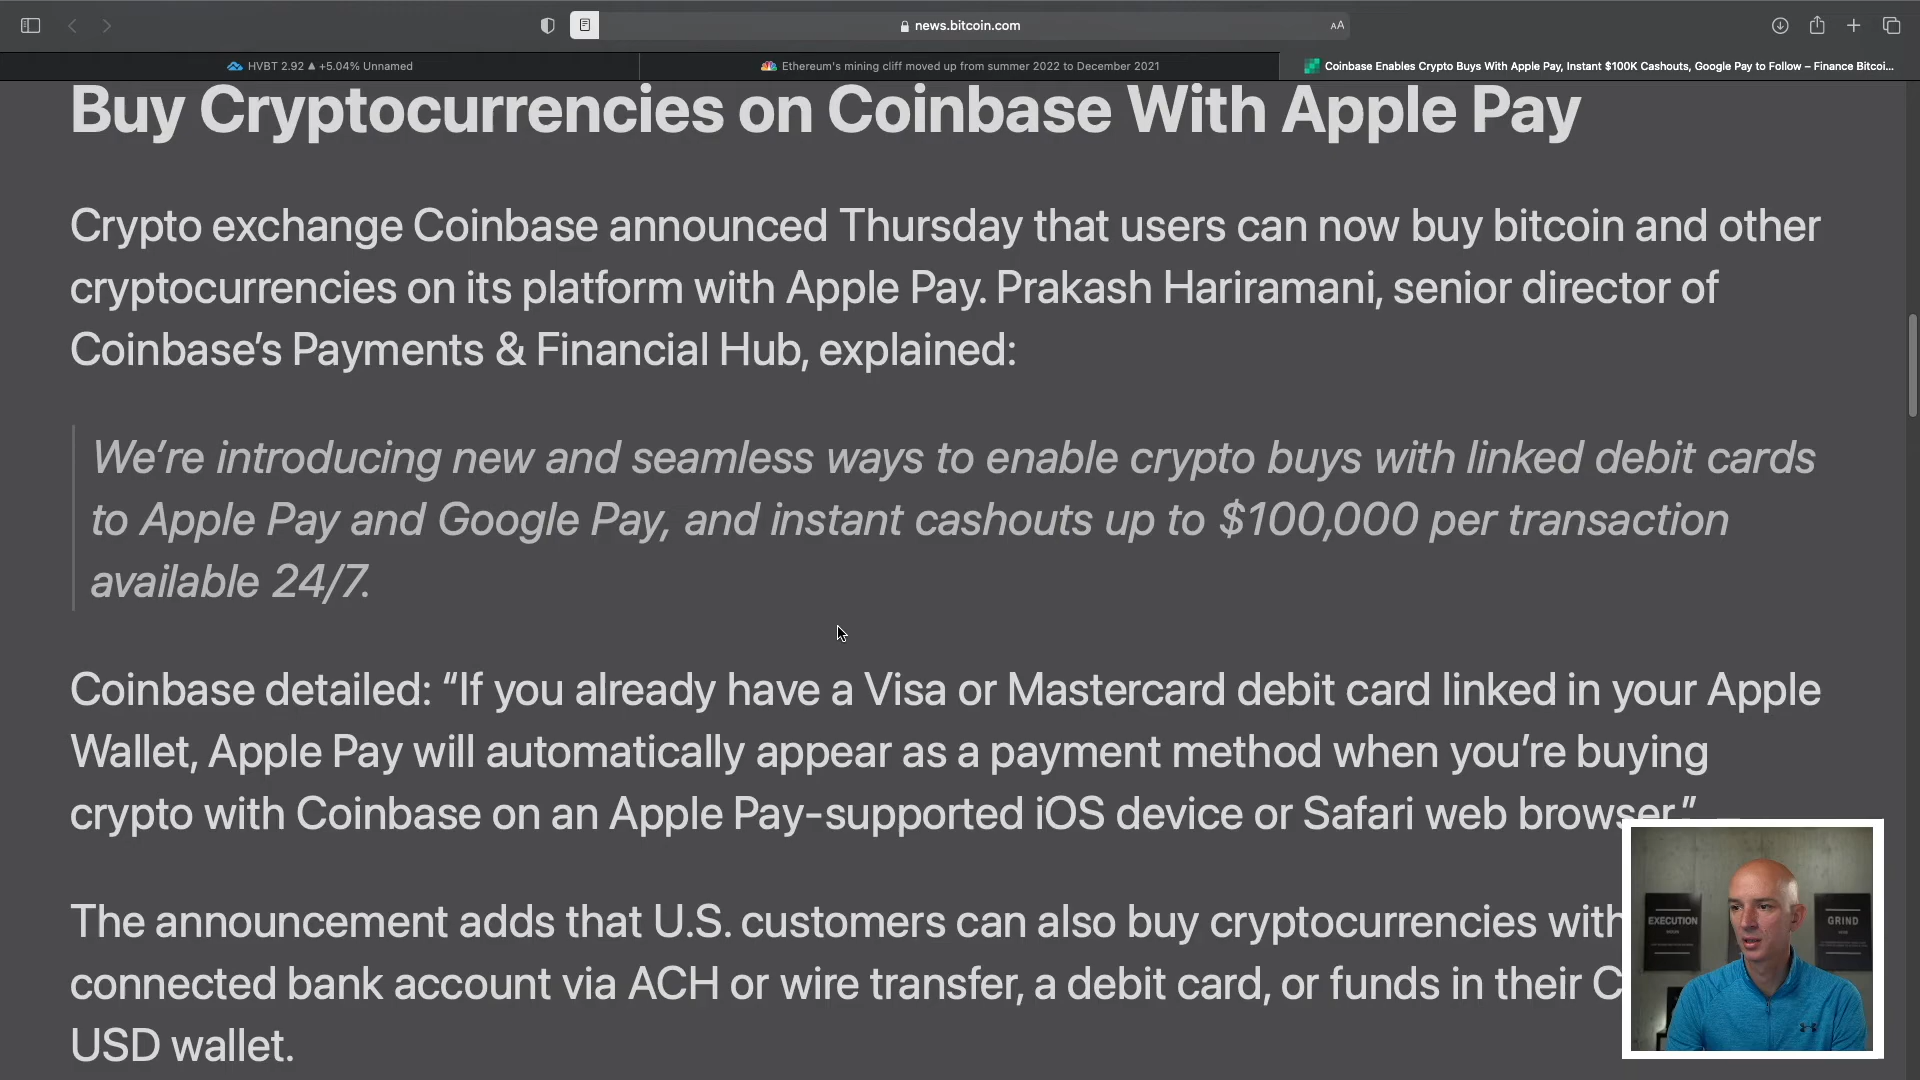 news.bitcoin.com
AA
HVBT 2.92 ▲ +5.04% Unnamed
Ethereum's mining cliff moved up from summer 2022 to December 2021
Coinbase Enables Crypto Buys With Apple Pay, Instant $100K Cashouts, Google Pay to Follow – Finance Bitcoi...
Buy Cryptocurrencies on Coinbase With Apple Pay
Crypto exchange Coinbase announced Thursday that users can now buy bitcoin and other
cryptocurrencies on its platform with Apple Pay. Prakash Hariramani, senior director of
Coinbase’s Payments & Financial Hub, explained:
We’re introducing new and seamless ways to enable crypto buys with linked debit cards
to Apple Pay and Google Pay, and instant cashouts up to $100,000 per transaction
available 24/7.
Coinbase detailed: “If you already have a Visa or Mastercard debit card linked in your Apple
Wallet, Apple Pay will automatically appear as a payment method when you’re buying
crypto with Coinbase on an Apple Pay-supported iOS device or Safari web browser.”
The announcement adds that U.S. customers can also buy cryptocurrencies with
connected bank account via ACH or wire transfer, a debit card, or funds in their C
USD wallet.
EXECUTION
GRIND